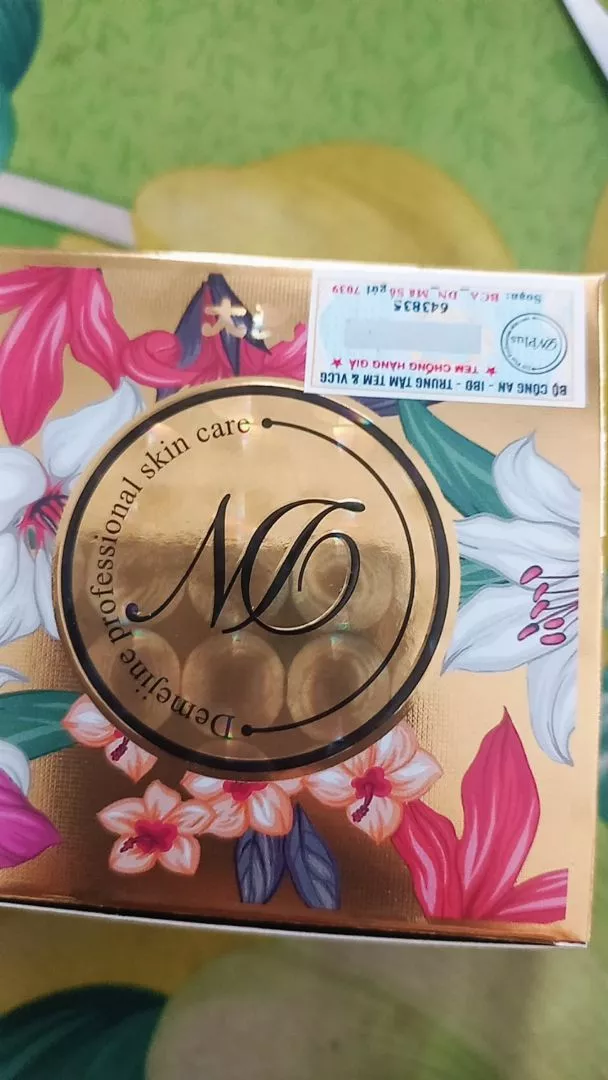 BỘ CÔNG AN - IBD - TRUNG TÂM TEM & VLCG
★ TEM CHỐNG HÀNG GIẢ ★
643835
Soạn: BCA_DN_Mã Số gửi 7039
Demejine professional skin care